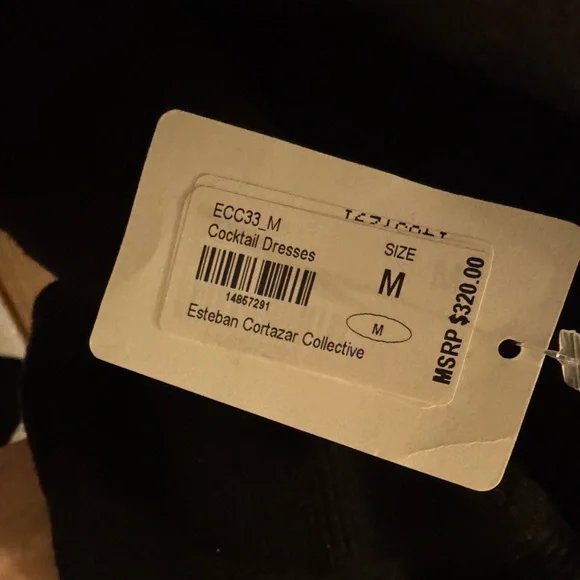 ECC33_M
Cocktail Dresses
14857291
Esteban Cortazar Collective
SIZE
M
M
MSRP $320.00